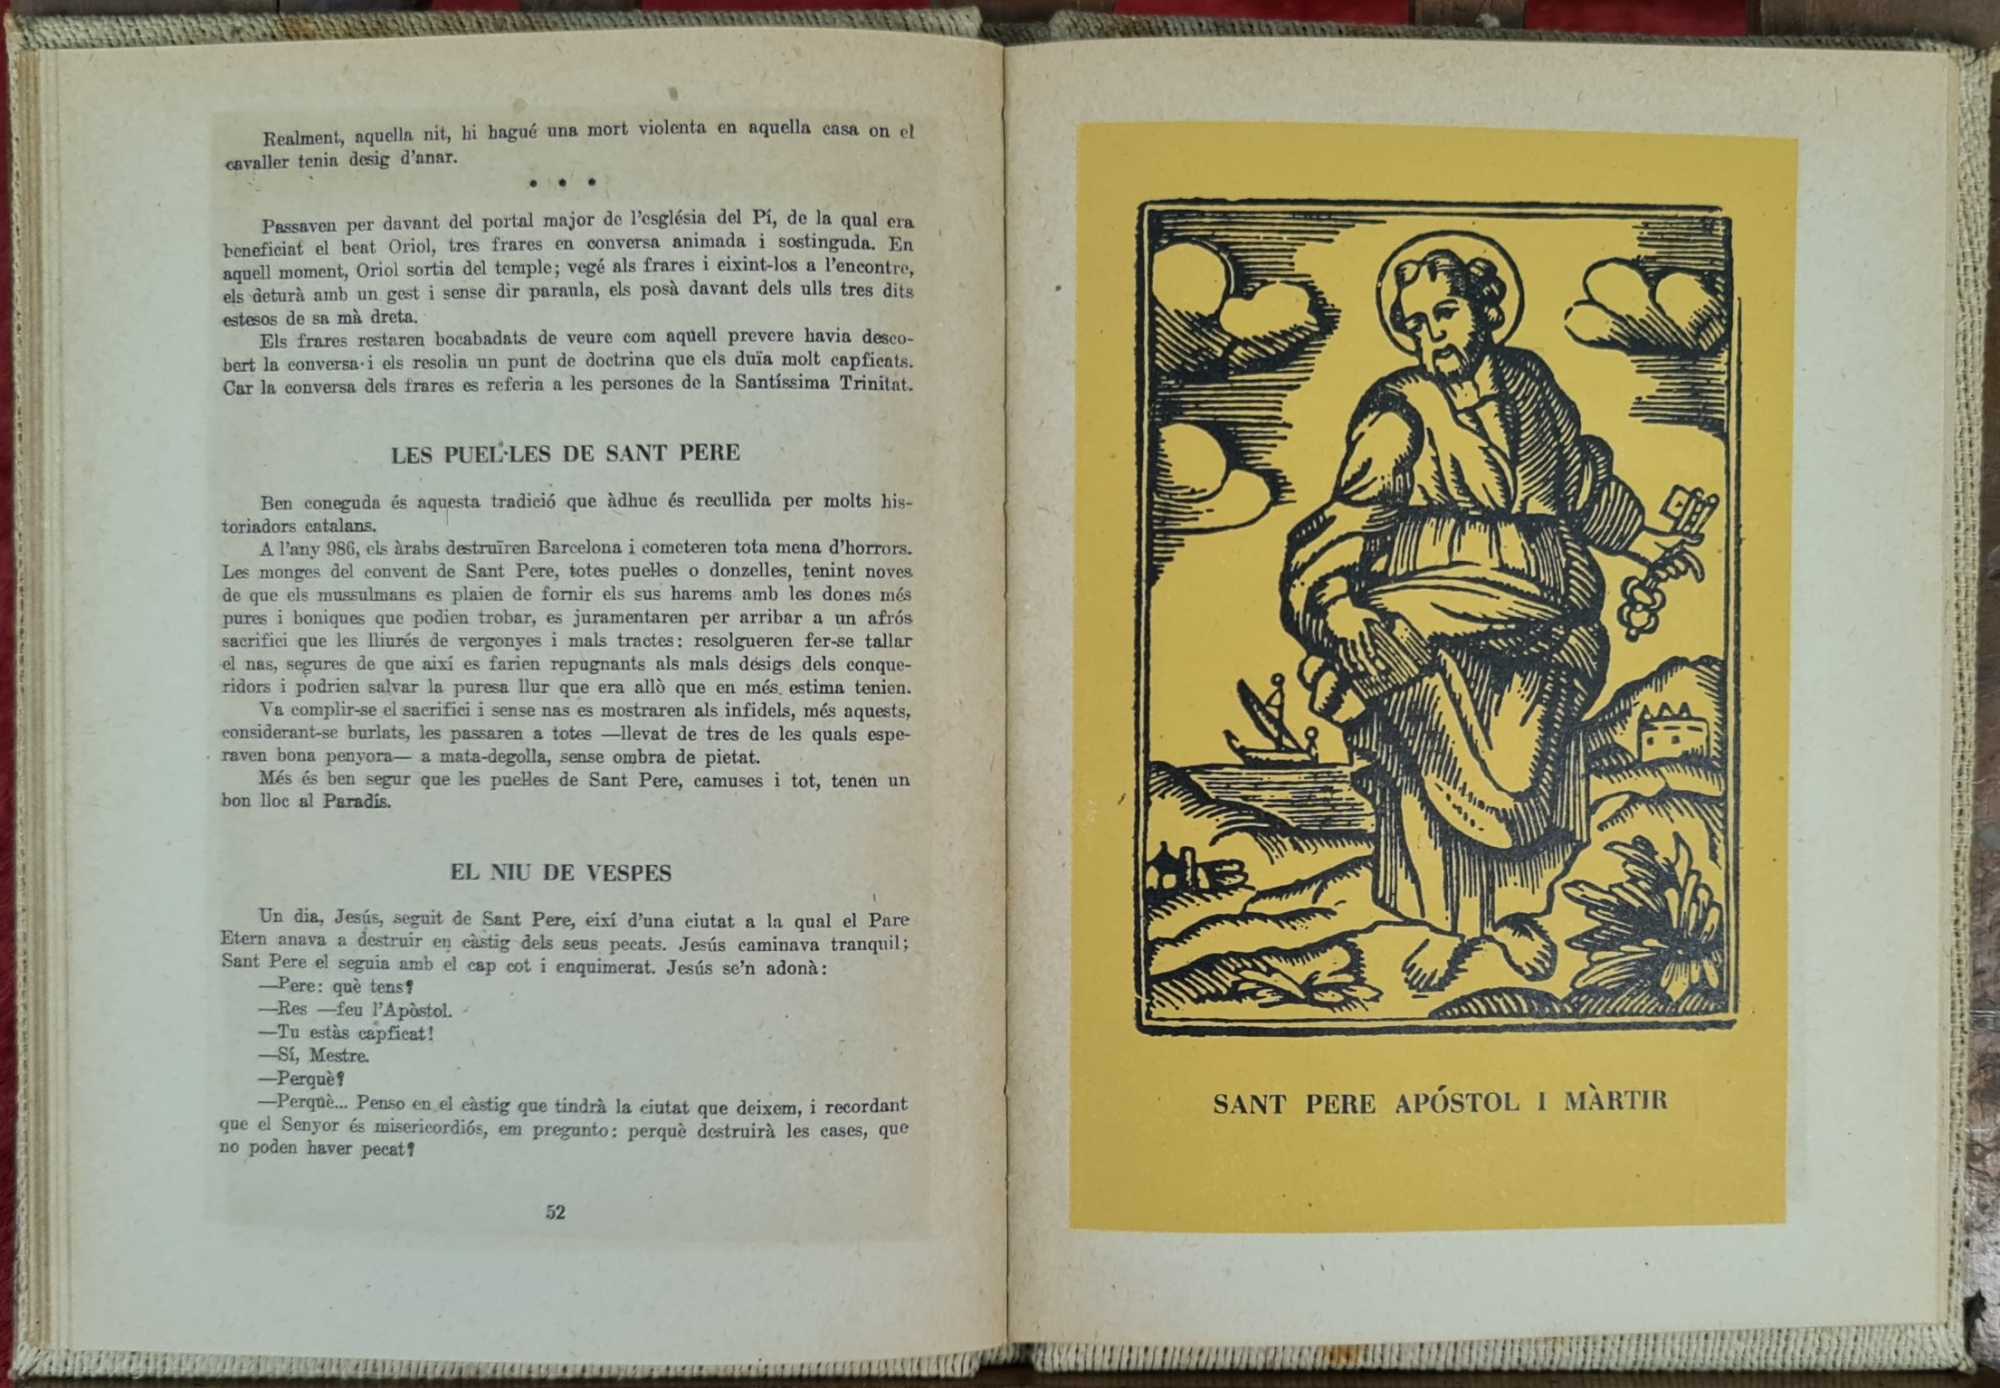 Realment, aquella nit, hi hagué una mort violenta en aquella casa on el
cavaller tenia desig d'anar.
• • •
Passaven per davant del portal major de l'església del Pí, de la qual era
beneficiat el beat Oriol, tres frares en conversa animada i sostinguda. En
aquell moment, Oriol sortia del temple; vegé als frares i eixint-los a l'encontre,
els deturà amb un gest i sense dir paraula, els posà davant dels ulls tres dits
estesos de sa mà dreta.
Els frares restaren bocabadats de veure com aquell prevere havia desco-
bert la conversa i els resolia un punt de doctrina que els duïa molt capficats.
Car la conversa dels frares es referia a les persones de la Santíssima Trinitat.
LES PUEL·LES DE SANT PERE
Ben coneguda és aquesta tradició que àdhuc és recullida per molts his-
toriadors catalans.
A l'any 986, els àrabs destruïren Barcelona i cometeren tota mena d'horrors.
Les monges del convent de Sant Pere, totes puel·les o donzelles, tenint noves
de que els mussulmans es plaien de fornir els sus harems amb les dones més
pures i boniques que podien trobar, es juramentaren per arribar a un afrós
sacrifici que les lliurés de vergonyes i mals tractes: resolgueren fer-se tallar
el nas, segures de que així es farien repugnants als mals desigs dels conque-
ridors i podrien salvar la puresa llur que era allò que en més estima tenien.
Va complir-se el sacrifici i sense nas es mostraren als infidels, més aquests,
considerant-se burlats, les passaren a totes —llevat de tres de les quals espe-
raven bona penyora— a mata-degolla, sense ombra de pietat.
Més és ben segur que les puel·les de Sant Pere, camuses i tot, tenen un
bon lloc al Paradís.
EL NIU DE VESPES
Un dia, Jesús, seguit de Sant Pere, eixí d'una ciutat a la qual el Pare
Etern anava a destruir en càstig dels seus pecats. Jesús caminava tranquil;
Sant Pere el seguia amb el cap cot i enquimerat. Jesús se'n adonà:
—Pere: què tens?
—Res —feu l'Apòstol.
—Tu estàs capficat!
—Sí, Mestre.
—Perquè?
—Perquè... Penso en el càstig que tindrà la ciutat que deixem, i recordant
que el Senyor és misericordiós, em pregunto: perquè destruirà les cases, que
no poden haver pecat?
52
SANT PERE APÓSTOL I MÀRTIR